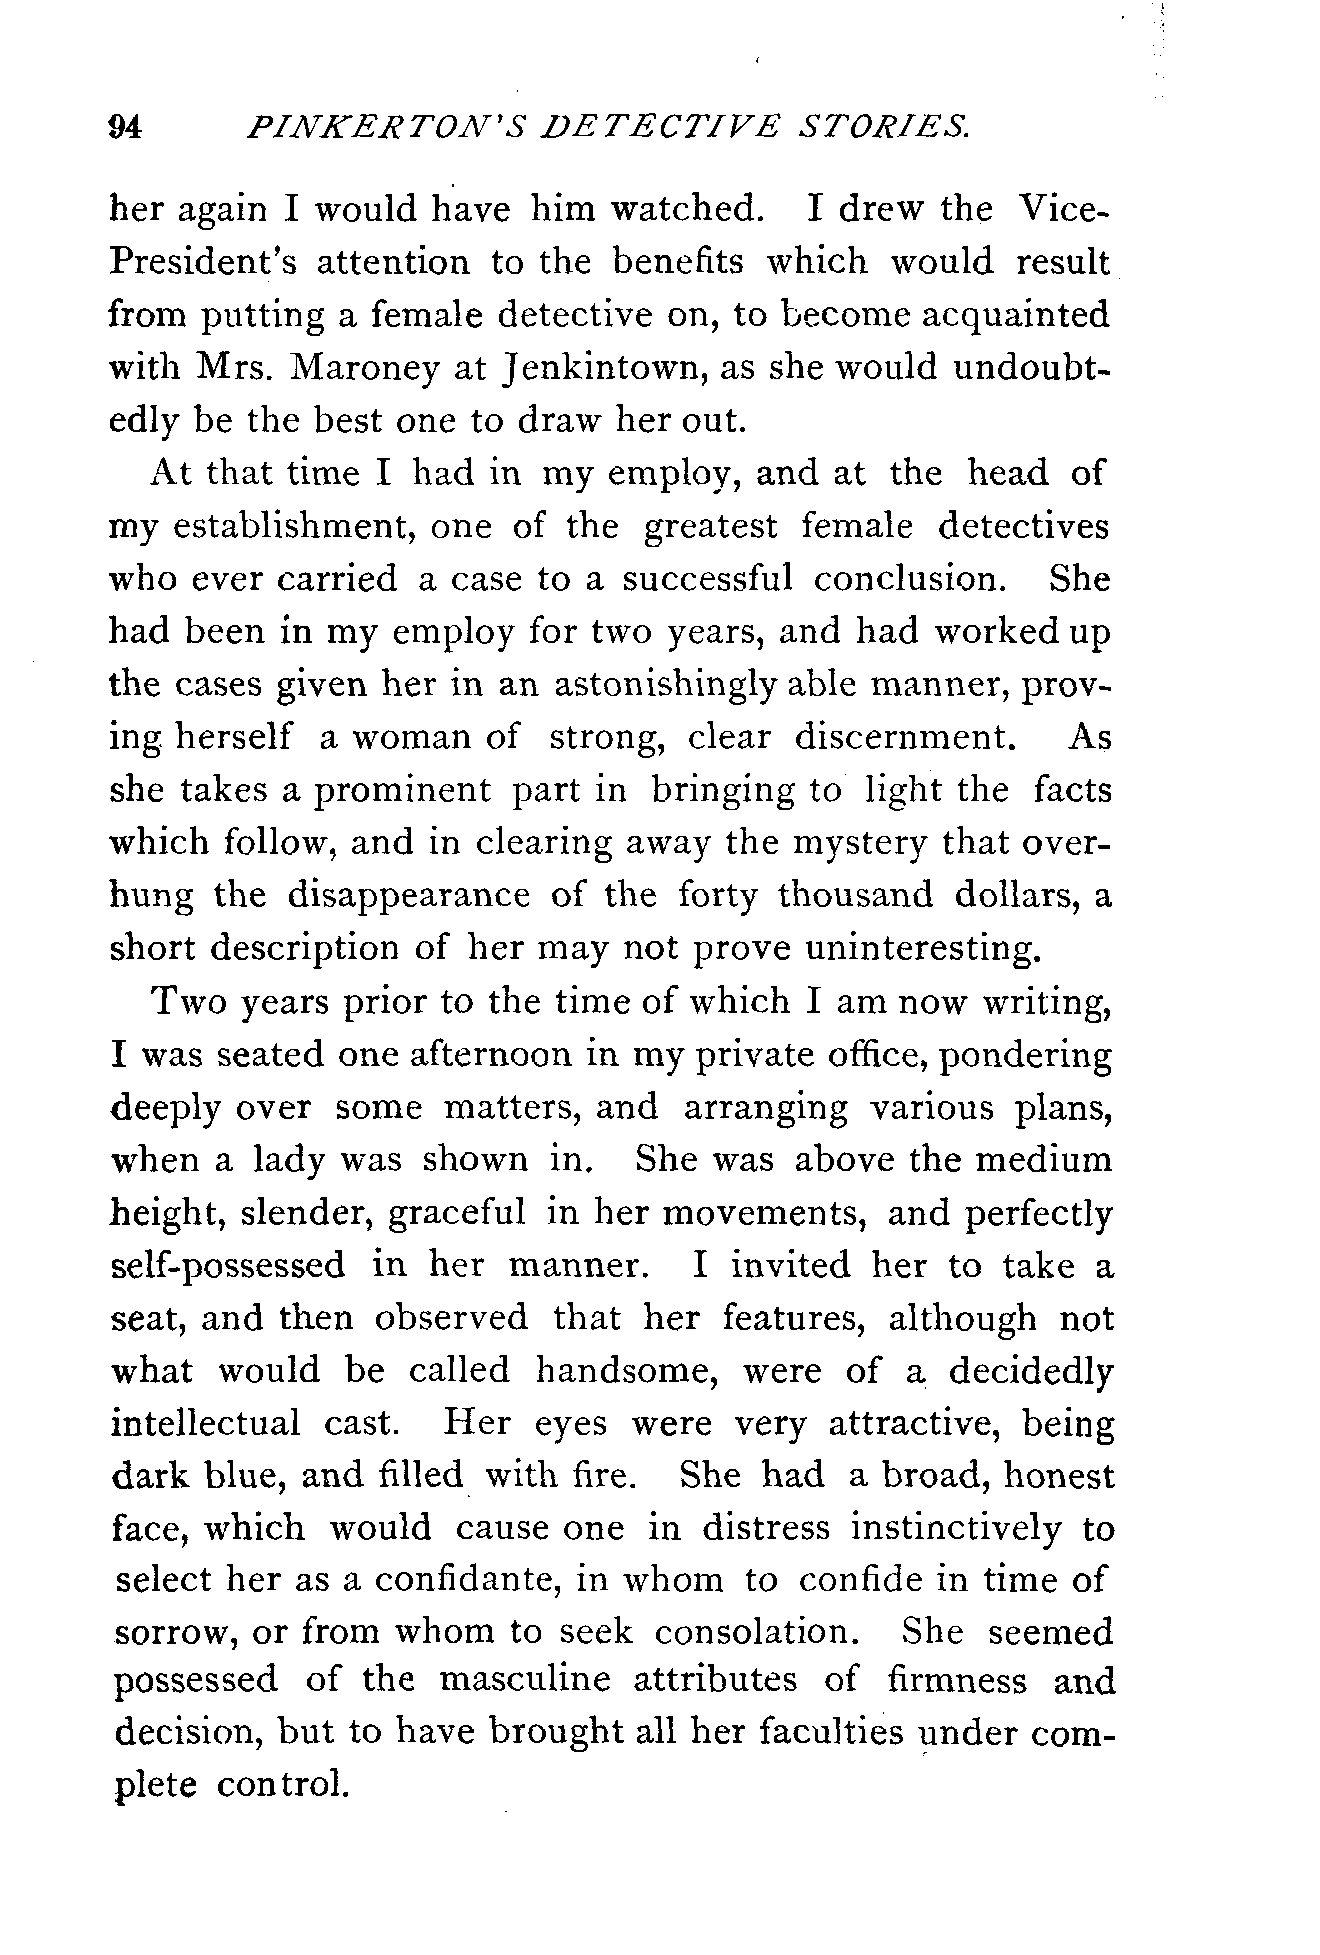 94 PINKERTON'S DETECTIVE STORIES.
her again I would have him watched. I drew the Vice-
President's attention to the benefits which would result
from putting a female detective on, to become acquainted
with Mrs. Maroney at Jenkintown, as she would undoubt-
edly be the best one to draw her out.
At that time I had in my employ, and at the head of
my establishment, one of the greatest female detectives
who ever carried a case to a successful conclusion. She
had been in my employ for two years, and had worked up
the cases given her in an astonishingly able manner, prov-
ing herself a woman of strong, clear discernment. As
she takes a prominent part in bringing to light the facts
which follow, and in clearing away the mystery that over-
hung the disappearance of the forty thousand dollars, a
short description of her may not prove uninteresting.
Two years prior to the time of which I am now writing,
I was seated one afternoon in my private office, pondering
deeply over some matters, and arranging various plans,
when a lady was shown in. She was above the medium
height, slender, graceful in her movements, and perfectly
self-possessed in her manner. I invited her to take a
seat, and then observed that her features, although not
what would be called handsome, were of a decidedly
intellectual cast. Her eyes were very attractive, being
dark blue, and filled with fire. She had a broad, honest
face, which would cause one in distress instinctively to
select her as a confidante, in whom to confide in time of
sorrow, or from whom to seek consolation. She seemed
possessed of the masculine attributes of firmness and
decision, but to have brought all her faculties under com-
plete control.